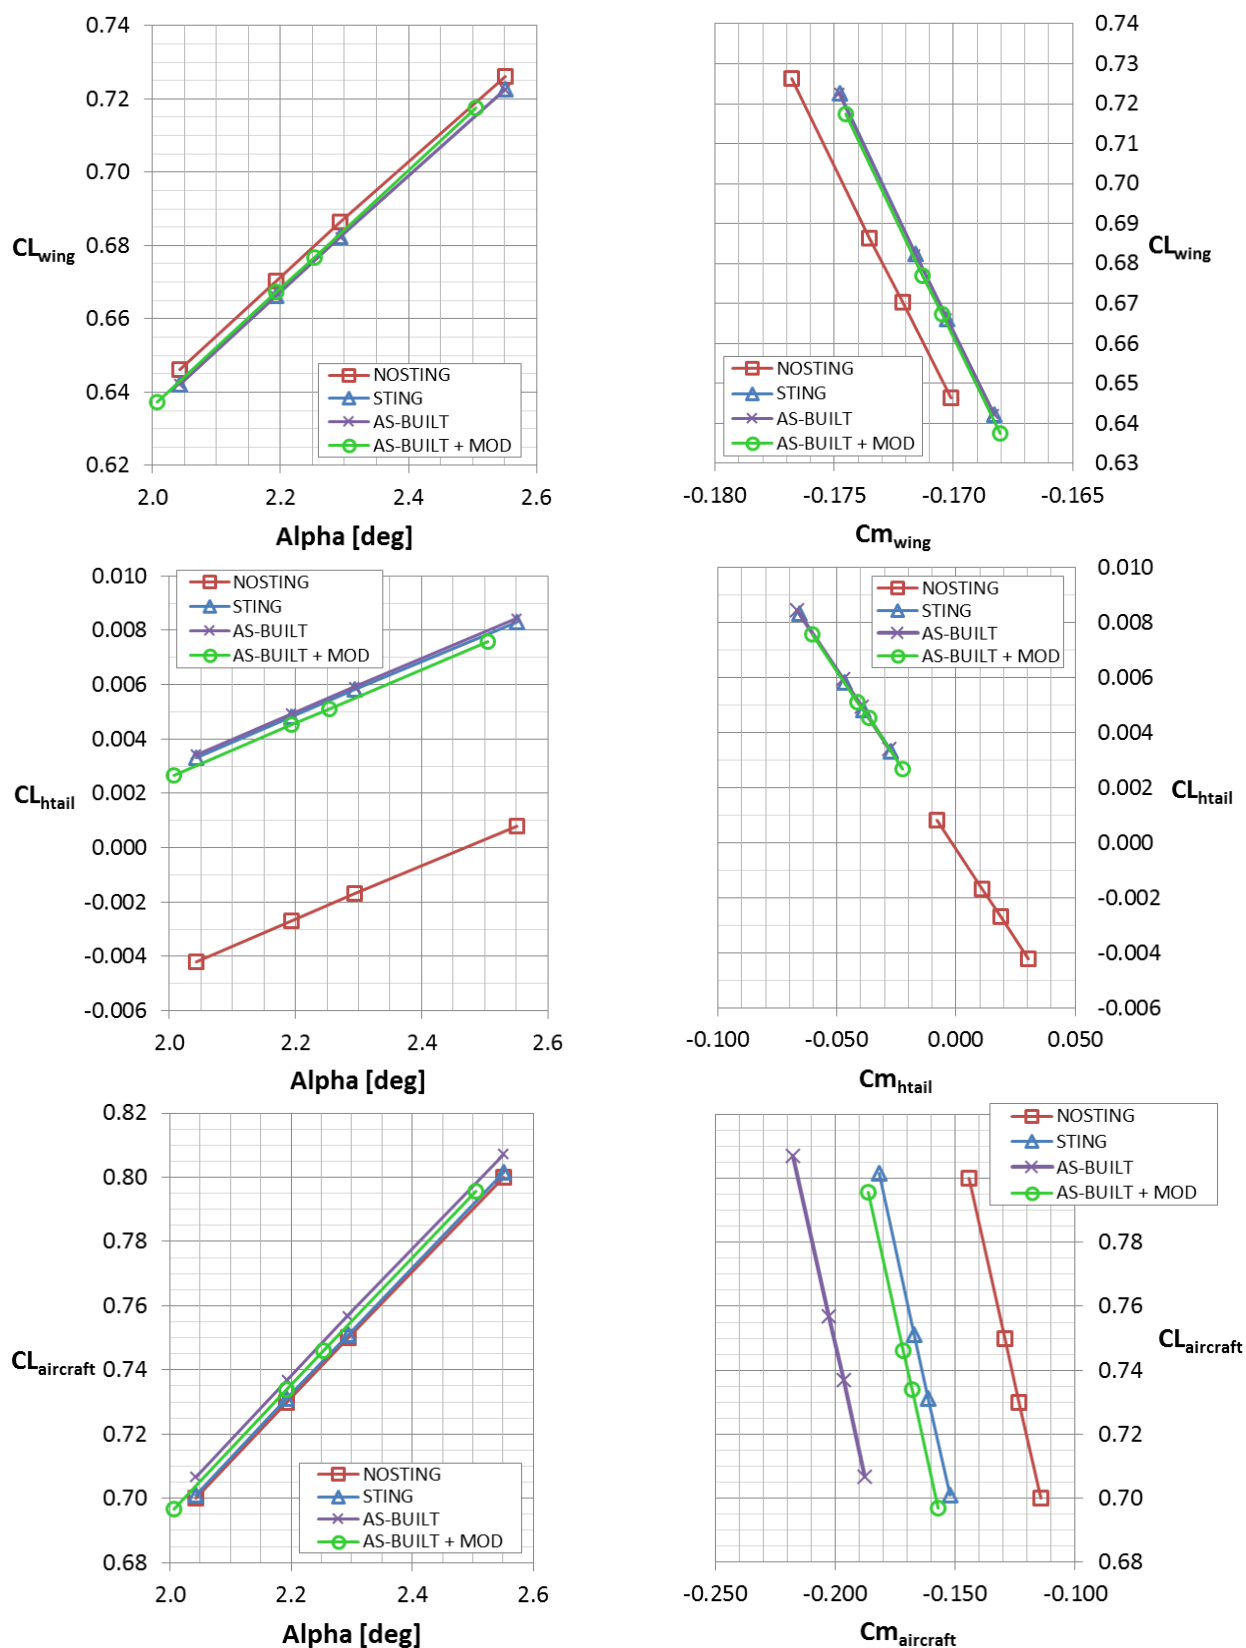 0.74
0.72
0.70
CLwing
0.68
0.66
0.64
0.62
2.0 2.2 2.4 2.6
Alpha [deg]
NOSTING
STING
AS-BUILT
AS-BUILT + MOD
0.74
0.73
0.72
0.71
0.70
0.69
CLwing
0.68
0.67
0.66
0.65
0.64
0.63
-0.180 -0.175 -0.170 -0.165
Cmwing
NOSTING
STING
AS-BUILT
AS-BUILT + MOD
0.010
0.008
0.006
0.004
0.002
CLhtail
0.000
-0.002
-0.004
-0.006
2.0 2.2 2.4 2.6
Alpha [deg]
NOSTING
STING
AS-BUILT
AS-BUILT + MOD
0.010
0.008
0.006
0.004
0.002
CLhtail
0.000
-0.002
-0.004
-0.006
-0.100 -0.050 0.000 0.050
Cmhtail
NOSTING
STING
AS-BUILT
AS-BUILT + MOD
0.82
0.80
0.78
0.76
CLaircraft
0.74
0.72
0.70
0.68
2.0 2.2 2.4 2.6
Alpha [deg]
NOSTING
STING
AS-BUILT
AS-BUILT + MOD
NOSTING
STING
AS-BUILT
AS-BUILT + MOD
0.78
0.76
CLaircraft
0.74
0.72
0.70
0.68
-0.250 -0.200 -0.150 -0.100
Cmaircraft